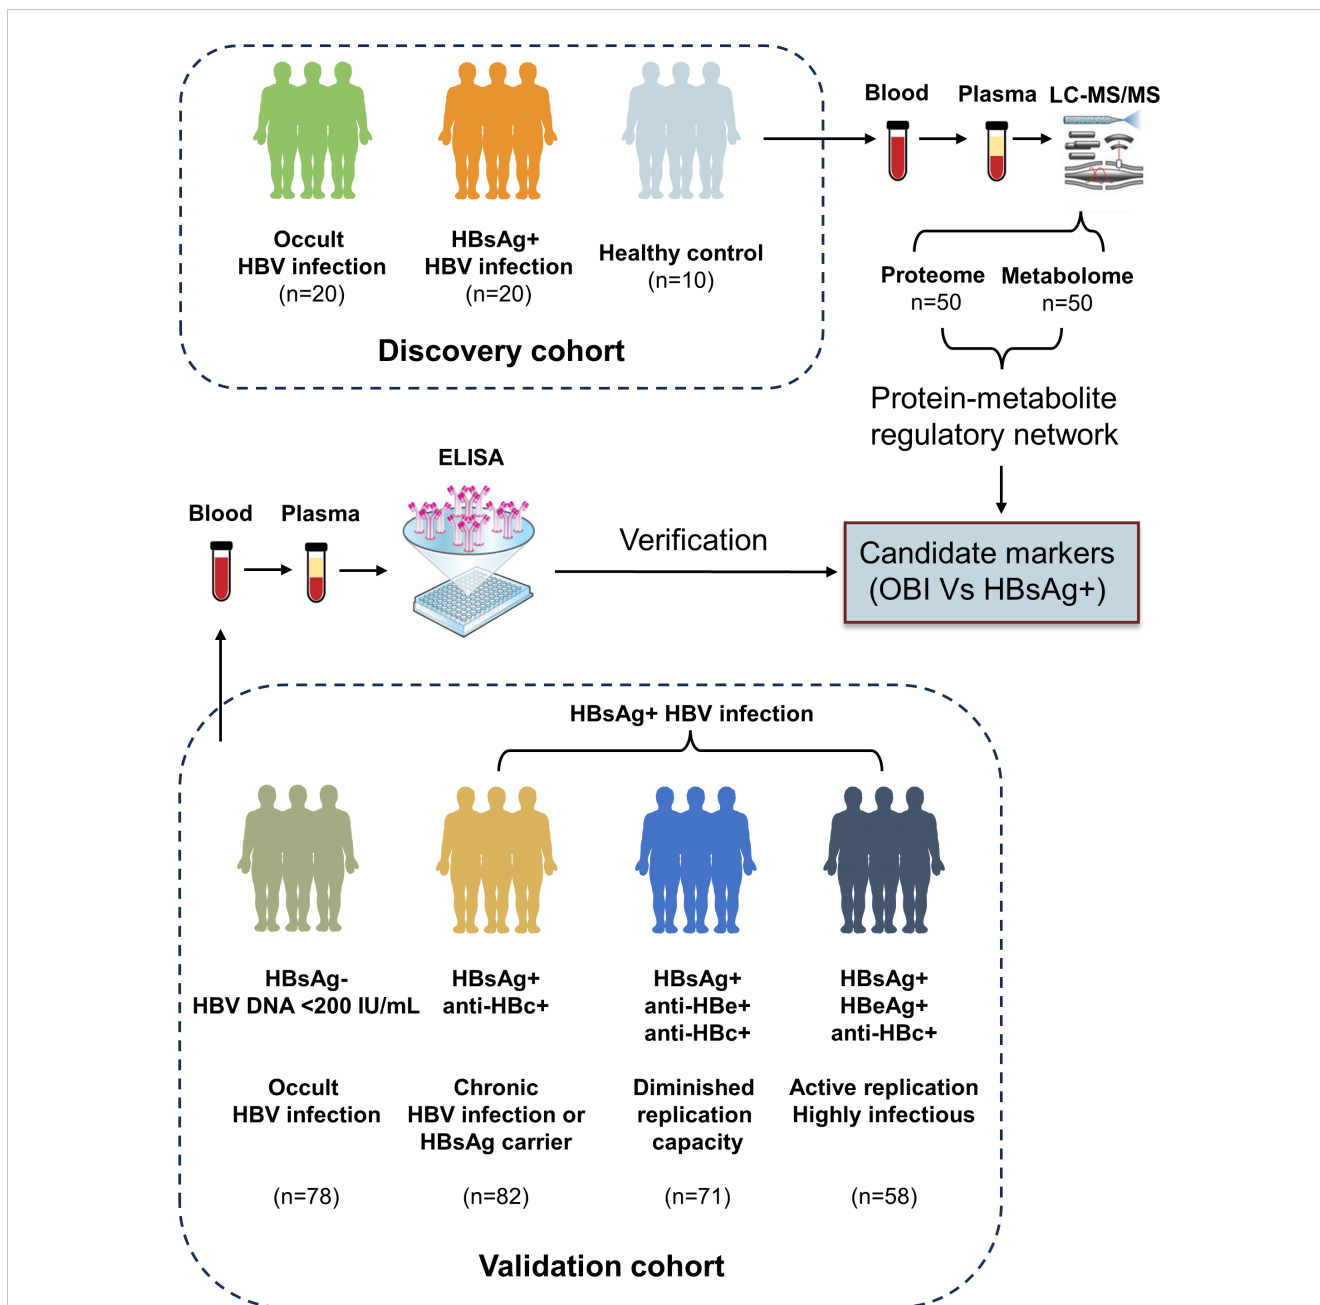 Occult
HBV infection
(n=20)
HBsAg+
HBV infection
(n=20)
Healthy control
(n=10)
Discovery cohort
Blood
Plasma
LC-MS/MS
Proteome
n=50
Metabolome
n=50
Protein-metabolite
regulatory network
Blood
Plasma
ELISA
Verification
Candidate markers
(OBI Vs HBsAg+)
HBsAg+ HBV infection
HBsAg-
HBV DNA <200 IU/mL
Occult
HBV infection
(n=78)
HBsAg+
anti-HBc+
Chronic
HBV infection or
HBsAg carrier
(n=82)
HBsAg+
anti-HBe+
anti-HBc+
Diminished
replication
capacity
(n=71)
HBsAg+
HBeAg+
anti-HBc+
Active replication
Highly infectious
(n=58)
Validation cohort